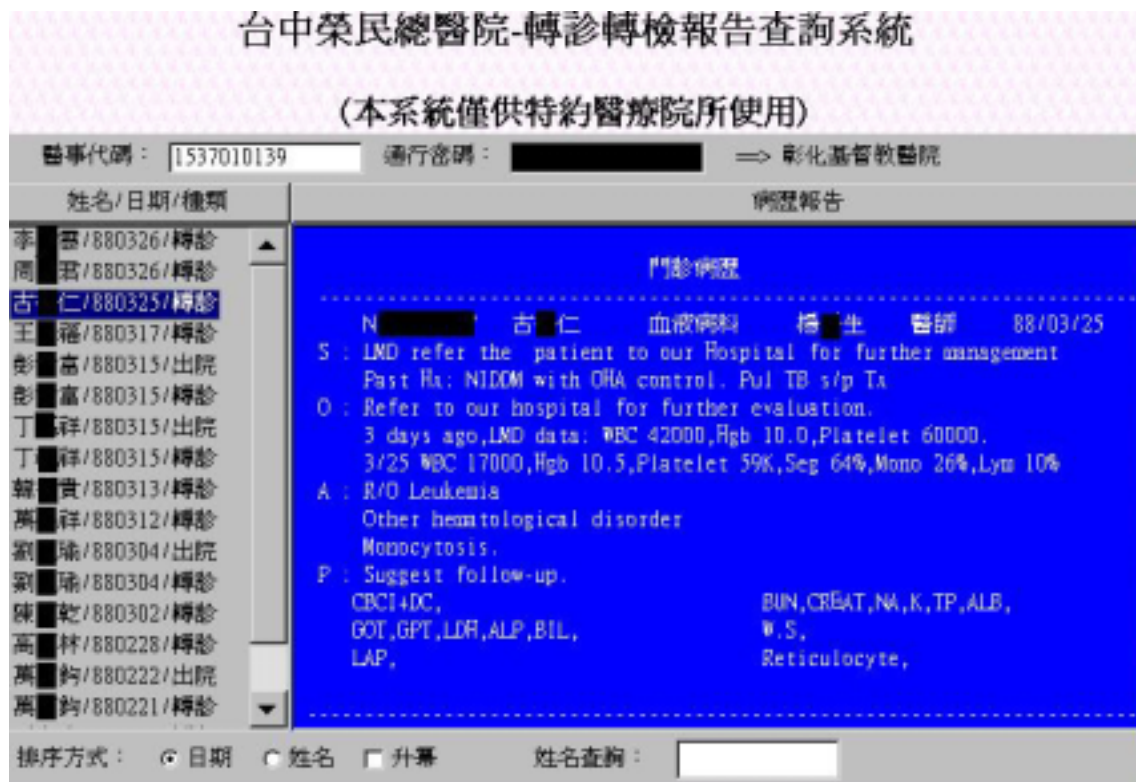 台中榮民總醫院-轉診轉檢報告查詢系統
(本系統僅供特約醫療院所使用)
醫事代碼： 1537010139 通行密碼： => 彰化基督教醫院
姓名/日期/種類 病歷報告
李 /880326/轉診
周 君/880326/轉診
古 仁/880325/轉診
王 福/880317/轉診
彭 富/880315/出院
彭 富/880315/轉診
丁 祥/880315/出院
丁 祥/880315/轉診
韓 貴/880313/轉診
萬 祥/880312/轉診
劉 瑜/880304/出院
劉 瑜/880304/轉診
陳 乾/880302/轉診
高 林/880228/轉診
萬 鈞/880222/出院
萬 鈞/880221/轉診
門診病歷
N 古 仁 血液病科 楊 生 醫師 88/03/25
S : LMD refer the patient to our Hospital for further management
Past Hx: NIDDM with OHA control. Pul TB s/p Tx
O : Refer to our hospital for further evaluation.
3 days ago,LMD data: WBC 42000,Hgb 10.0,Platelet 60000.
3/25 WBC 17000,Hgb 10.5,Platelet 59K,Seg 64%,Mono 26%,Lym 10%
A : R/O Leukemia
Other hematological disorder
Monocytosis.
P : Suggest follow-up.
CBCI+DC, BUN,CREAT,NA,K,TP,ALB,
GOT,GPT,LDH,ALP,BIL, W.S,
LAP, Reticulocyte,
排序方式： 日期 姓名 升冪 姓名查詢：